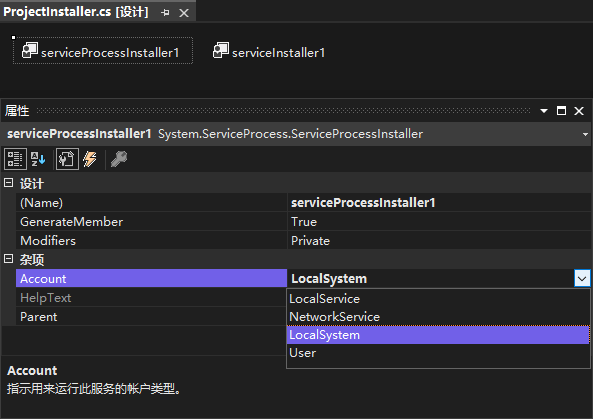 ProjectInstaller.cs [设计]
serviceProcessInstaller1
serviceInstaller1
属性
serviceProcessInstaller1 System.ServiceProcess.ServiceProcessInstaller
设计
(Name) serviceProcessInstaller1
GenerateMember True
Modifiers Private
杂项
Account LocalSystem
HelpText
Parent
LocalService
NetworkService
LocalSystem
User
Account
指示用来运行此服务的帐户类型。